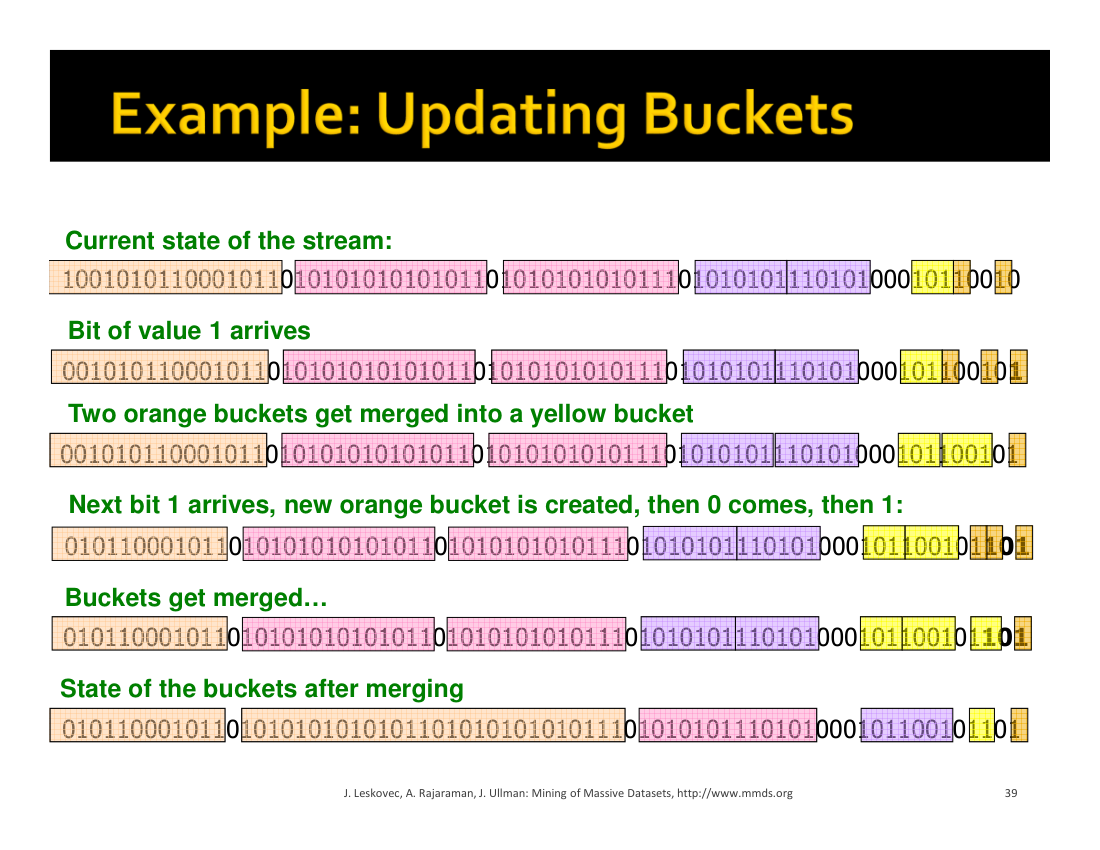 Example: Updating Buckets
Current state of the stream:
1001010110001011010101010101011010101010101110101010111010100010110010
Bit of value 1 arrives
0010101100010110101010101010110101010101011101010101110101000101100101
Two orange buckets get merged into a yellow bucket
0010101100010110101010101010110101010101011101010101110101000101100101
Next bit 1 arrives, new orange bucket is created, then 0 comes, then 1:
0101100010110101010101010110101010101011101010101110101000101100101101
Buckets get merged…
0101100010110101010101010110101010101011101010101110101000101100101101
State of the buckets after merging
0101100010110101010101010110101010101011101010101110101000101100101101
J. Leskovec, A. Rajaraman, J. Ullman: Mining of Massive Datasets, http://www.mmds.org 39